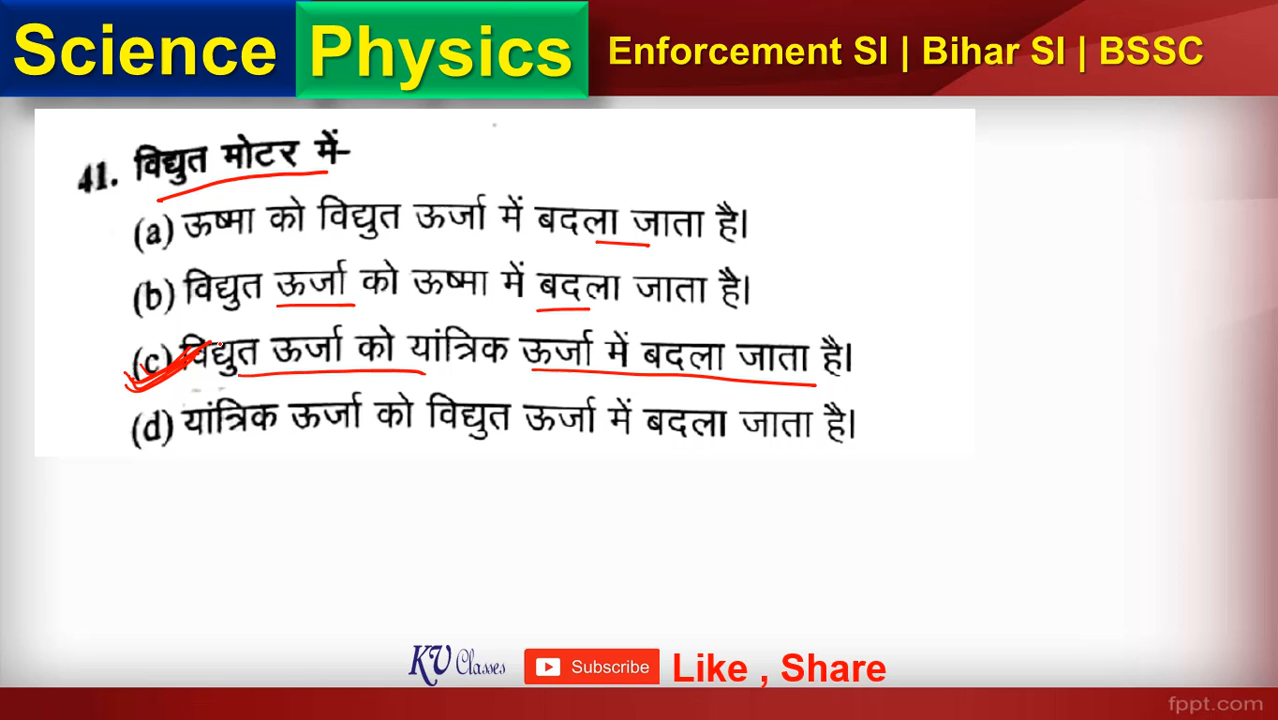 Science Physics Enforcement SI | Bihar SI | BSSC
41. विद्युत मोटर में-
(a) ऊष्मा को विद्युत ऊर्जा में बदला जाता है।
(b) विद्युत ऊर्जा को ऊष्मा में बदला जाता है।
(c) विद्युत ऊर्जा को यांत्रिक ऊर्जा में बदला जाता है।
(d) यांत्रिक ऊर्जा को विद्युत ऊर्जा में बदला जाता है।
KV Classes Subscribe Like , Share
fppt.com